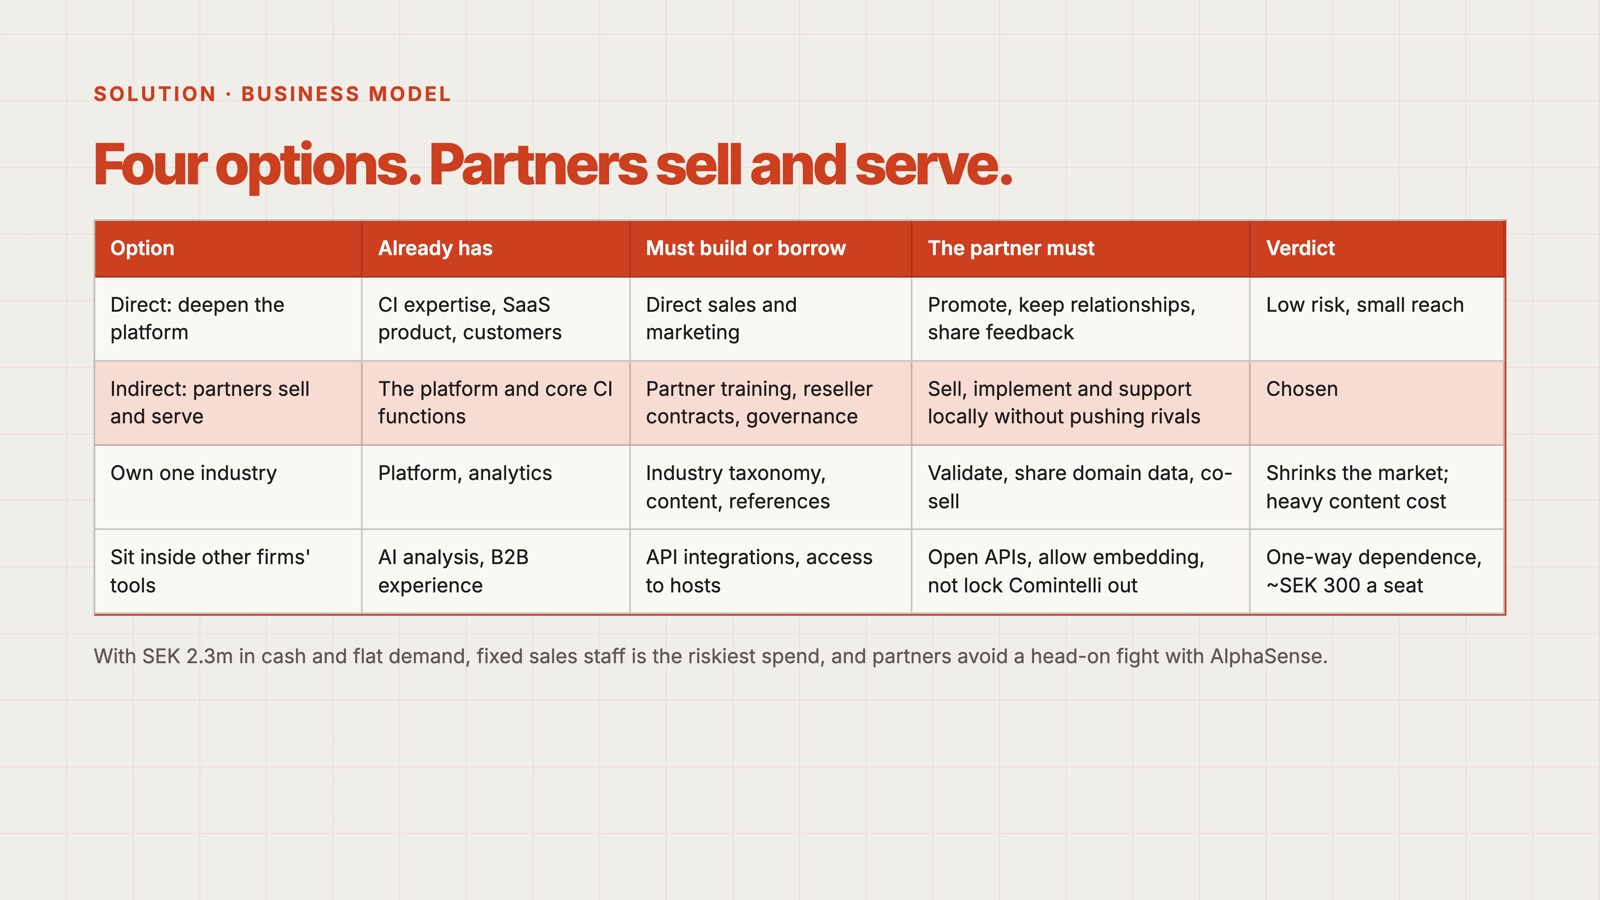 SOLUTION · BUSINESS MODEL
Four options. Partners sell and serve.
Option	Already has	Must build or borrow	The partner must	Verdict
Direct: deepen the platform	CI expertise, SaaS product, customers	Direct sales and marketing	Promote, keep relationships, share feedback	Low risk, small reach
Indirect: partners sell and serve	The platform and core CI functions	Partner training, reseller contracts, governance	Sell, implement and support locally without pushing rivals	Chosen
Own one industry	Platform, analytics	Industry taxonomy, content, references	Validate, share domain data, co-sell	Shrinks the market; heavy content cost
Sit inside other firms' tools	AI analysis, B2B experience	API integrations, access to hosts	Open APIs, allow embedding, not lock Comintelli out	One-way dependence, ~SEK 300 a seat
With SEK 2.3m in cash and flat demand, fixed sales staff is the riskiest spend, and partners avoid a head-on fight with AlphaSense.